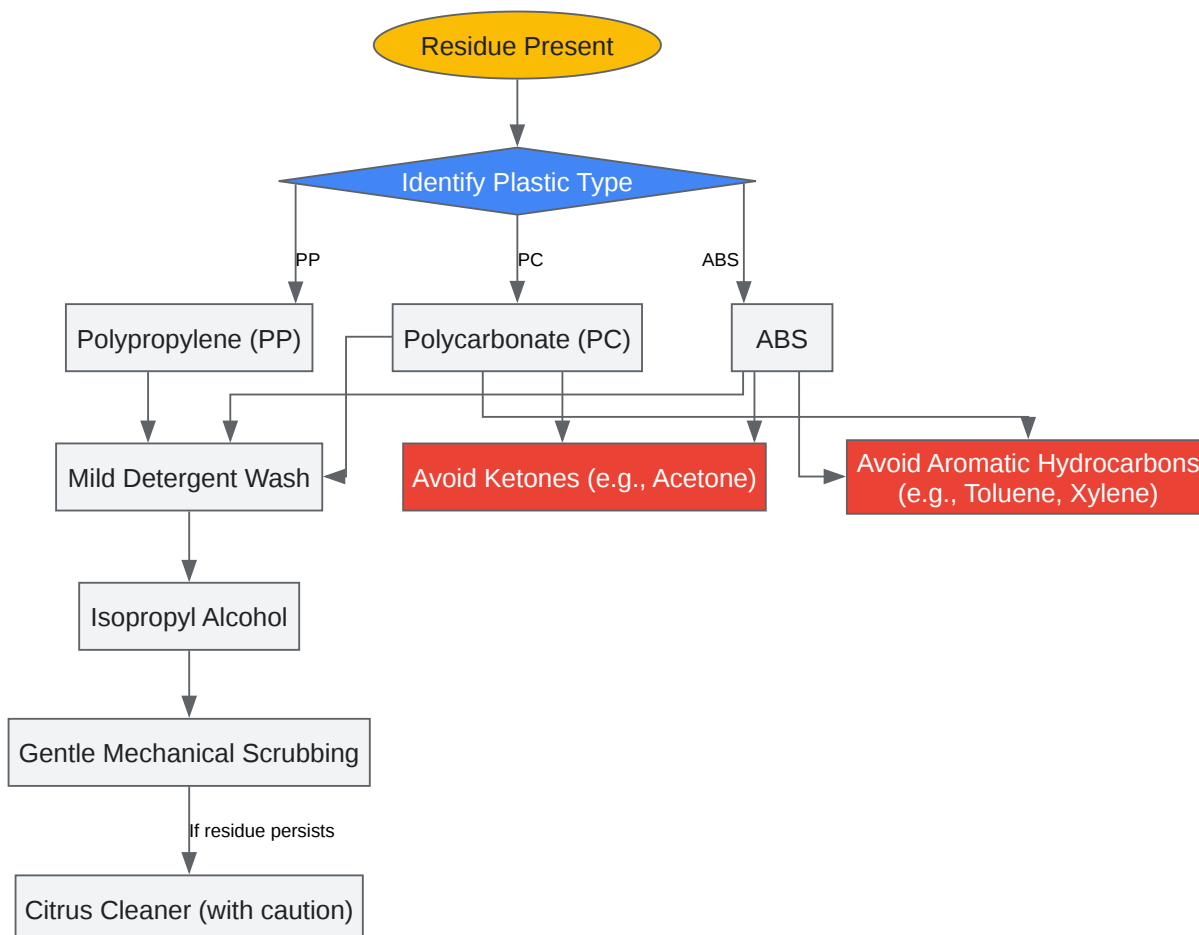 Residue Present
Identify Plastic Type
PP
PC
ABS
Polypropylene (PP)
Polycarbonate (PC)
ABS
Mild Detergent Wash
Avoid Ketones (e.g., Acetone)
Avoid Aromatic Hydrocarbons
(e.g., Toluene, Xylene)
Isopropyl Alcohol
Gentle Mechanical Scrubbing
If residue persists
Citrus Cleaner (with caution)